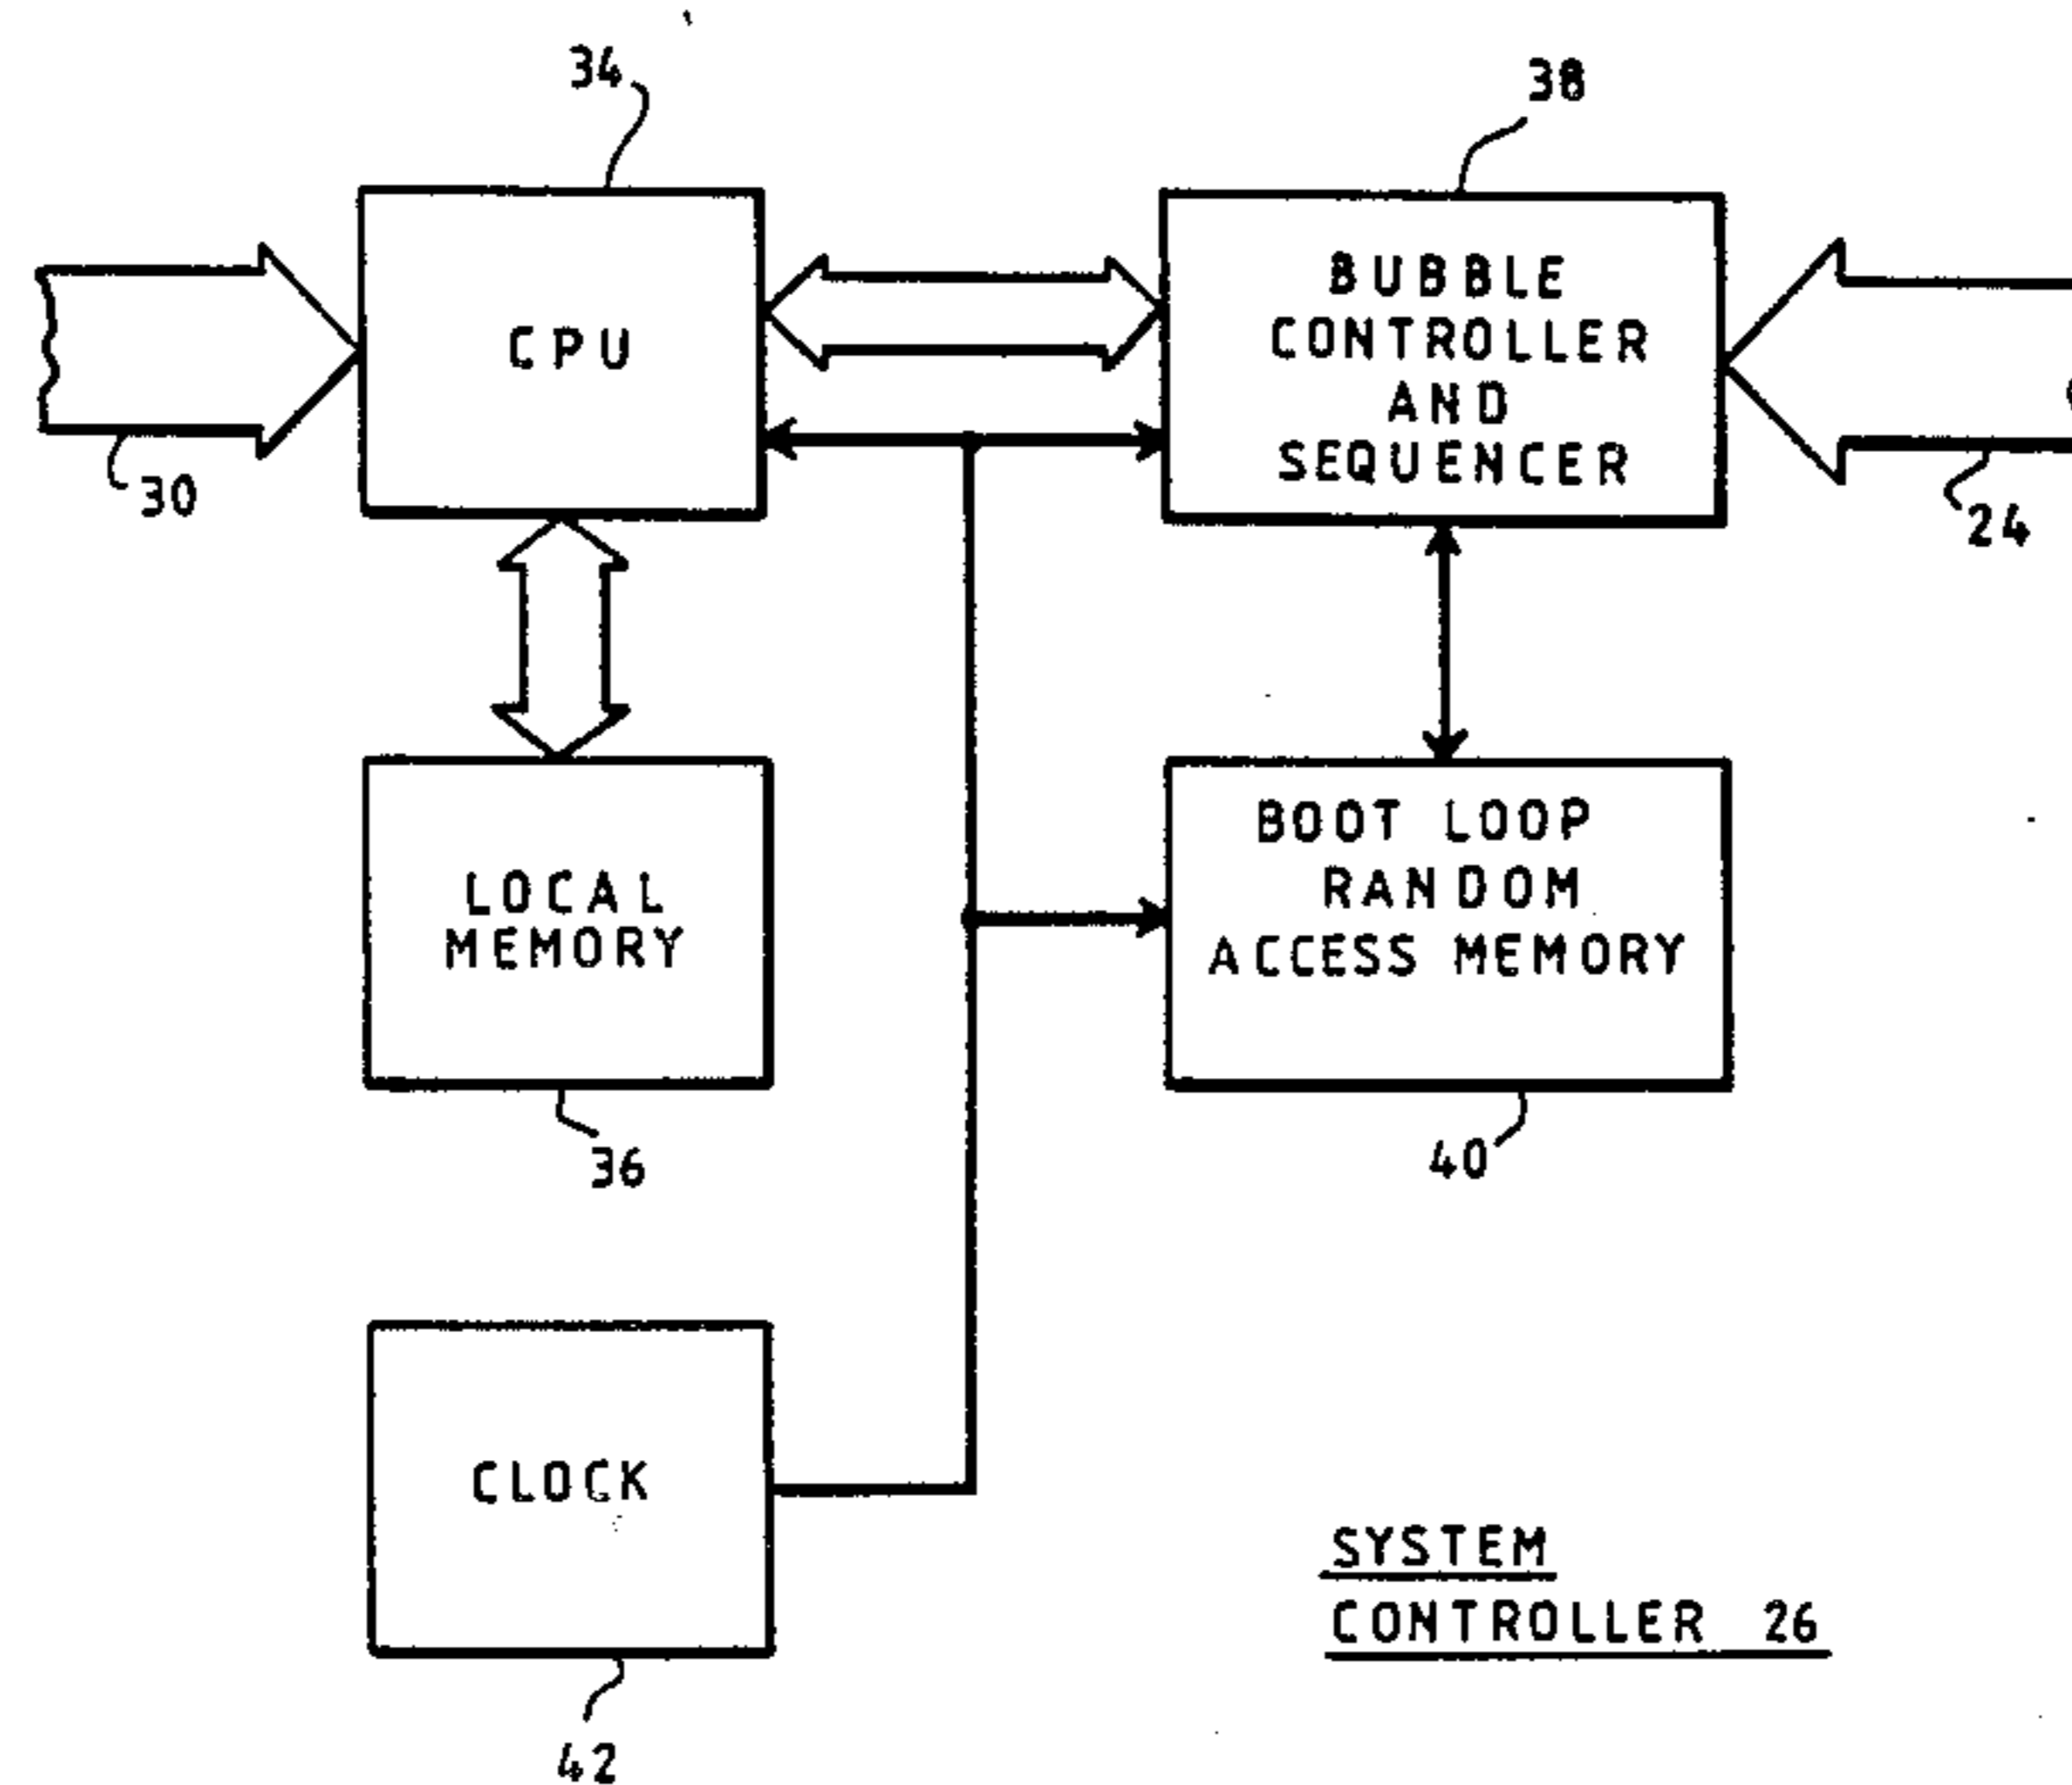 34
38
CPU
BUBBLE
CONTROLLER
AND
SEQUENCER
30
24
LOCAL
MEMORY
BOOT LOOP
RANDOM
ACCESS MEMORY
36
40
CLOCK
SYSTEM
CONTROLLER 26
42